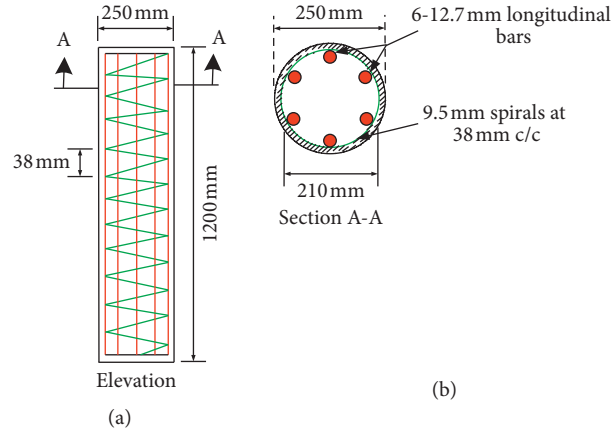 250 mm
A
A
38 mm
1200 mm
Elevation
(a)
250 mm
6-12.7 mm longitudinal
bars
9.5 mm spirals at
38 mm c/c
210 mm
Section A-A
(b)